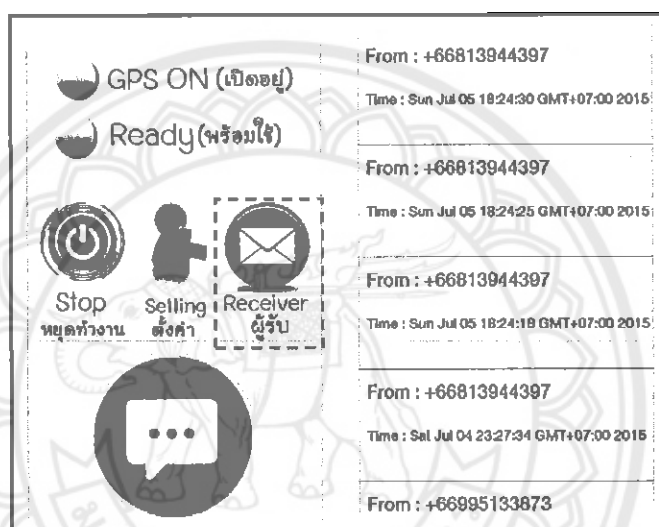 GPS ON (เปิดอยู่)
Ready (พร้อมใช้)
Stop
หยุดทำงาน
Setting
ตั้งค่า
Receiver
ผู้รับ
From : +66813944397
Time : Sun Jul 05 18:24:30 GMT+07:00 2015
From : +66813944397
Time : Sun Jul 05 18:24:25 GMT+07:00 2015
From : +66813944397
Time : Sun Jul 05 18:24:18 GMT+07:00 2015
From : +66813944397
Time : Sat Jul 04 23:27:34 GMT+07:00 2015
From : +66995133873